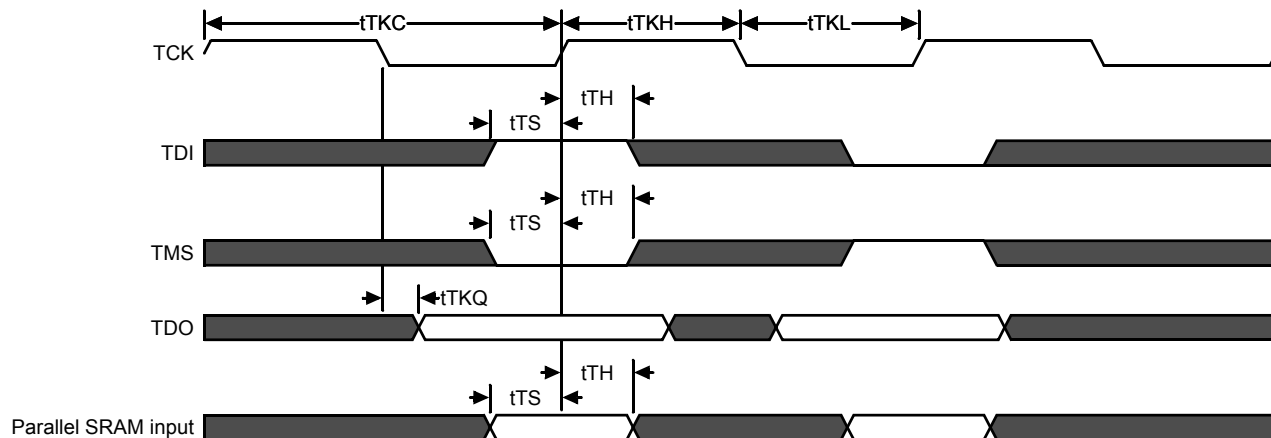 tTKC
tTKH
tTKL
TCK
tTH
tTS
TDI
tTH
tTS
TMS
tTKQ
TDO
tTH
tTS
Parallel SRAM input